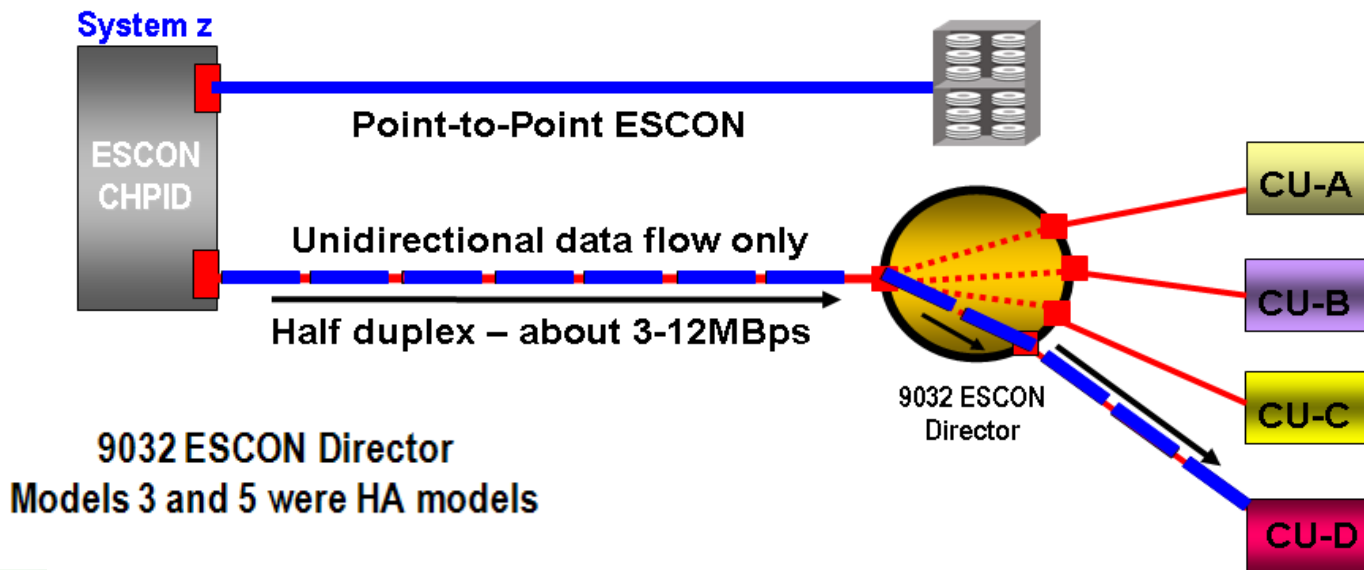 System z
ESCON
CHPID
Point-to-Point ESCON
Unidirectional data flow only
Half duplex – about 3-12MBps
9032 ESCON
Director
CU-A
CU-B
CU-C
CU-D
9032 ESCON Director
Models 3 and 5 were HA models